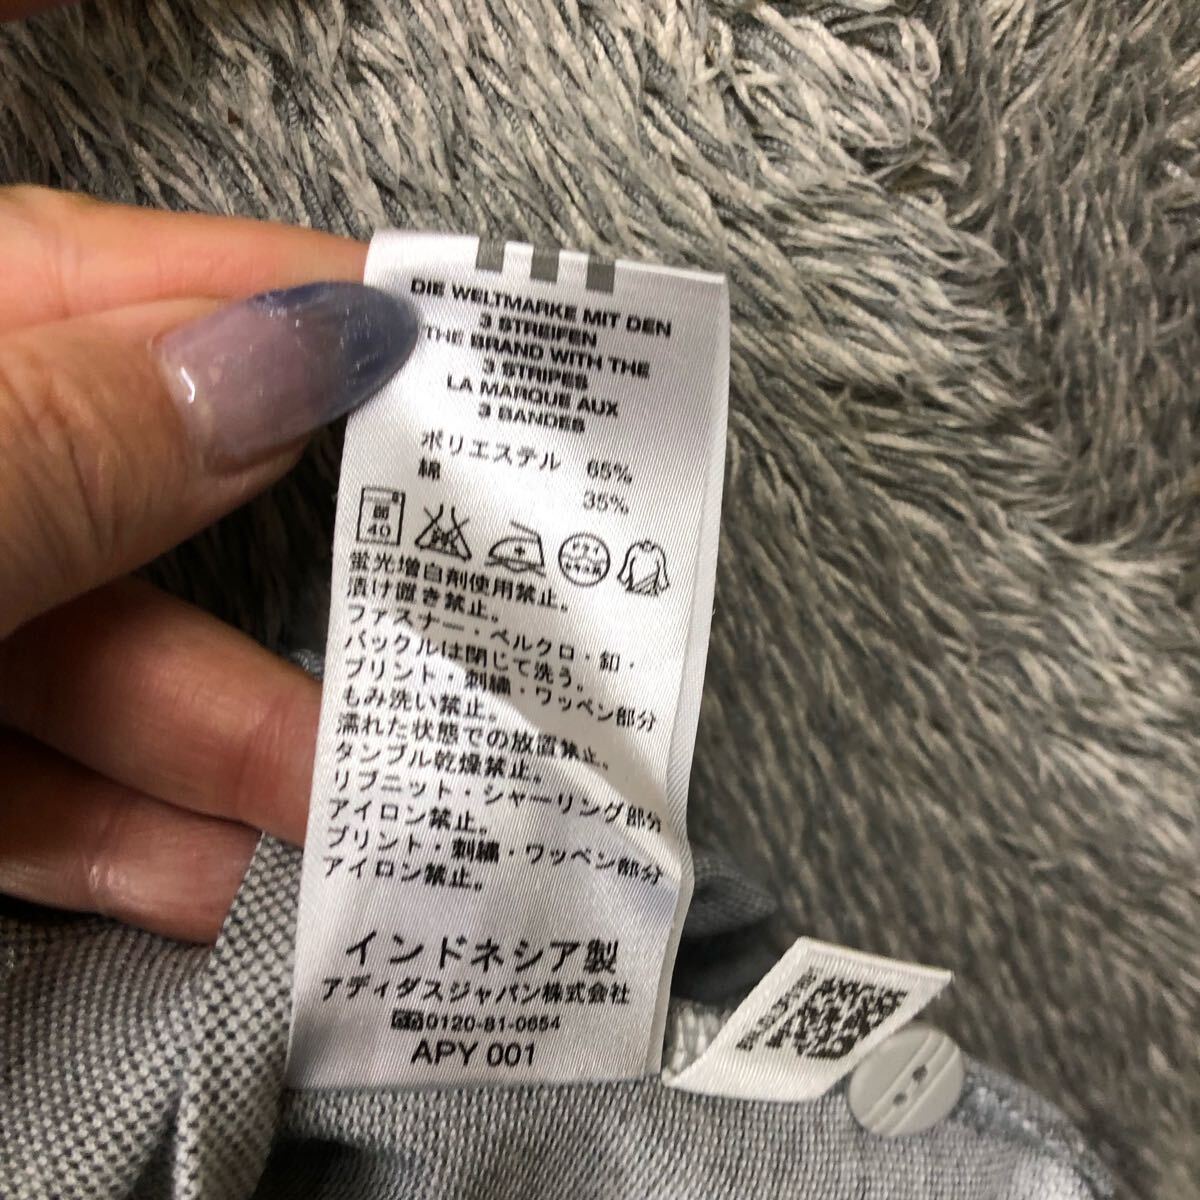 DIE WELTMARKE MIT DEN
3 STREIFEN
THE BRAND WITH THE
3 STRIPES
LA MARQUE AUX
3 BANDES
ポリエステル 65%
綿 35%
弱
40
蛍光増白剤使用禁止。
漬け置き禁止。
ファスナー・ベルクロ・釦・
バックルは閉じて洗う。
プリント・刺繍・ワッペン部分
もみ洗い禁止。
濡れた状態での放置禁止。
タンブル乾燥禁止。
リブニット・シャーリング部分
アイロン禁止。
プリント・刺繍・ワッペン部分
アイロン禁止。
インドネシア製
アディダスジャパン株式会社
0120-81-0654
APY 001